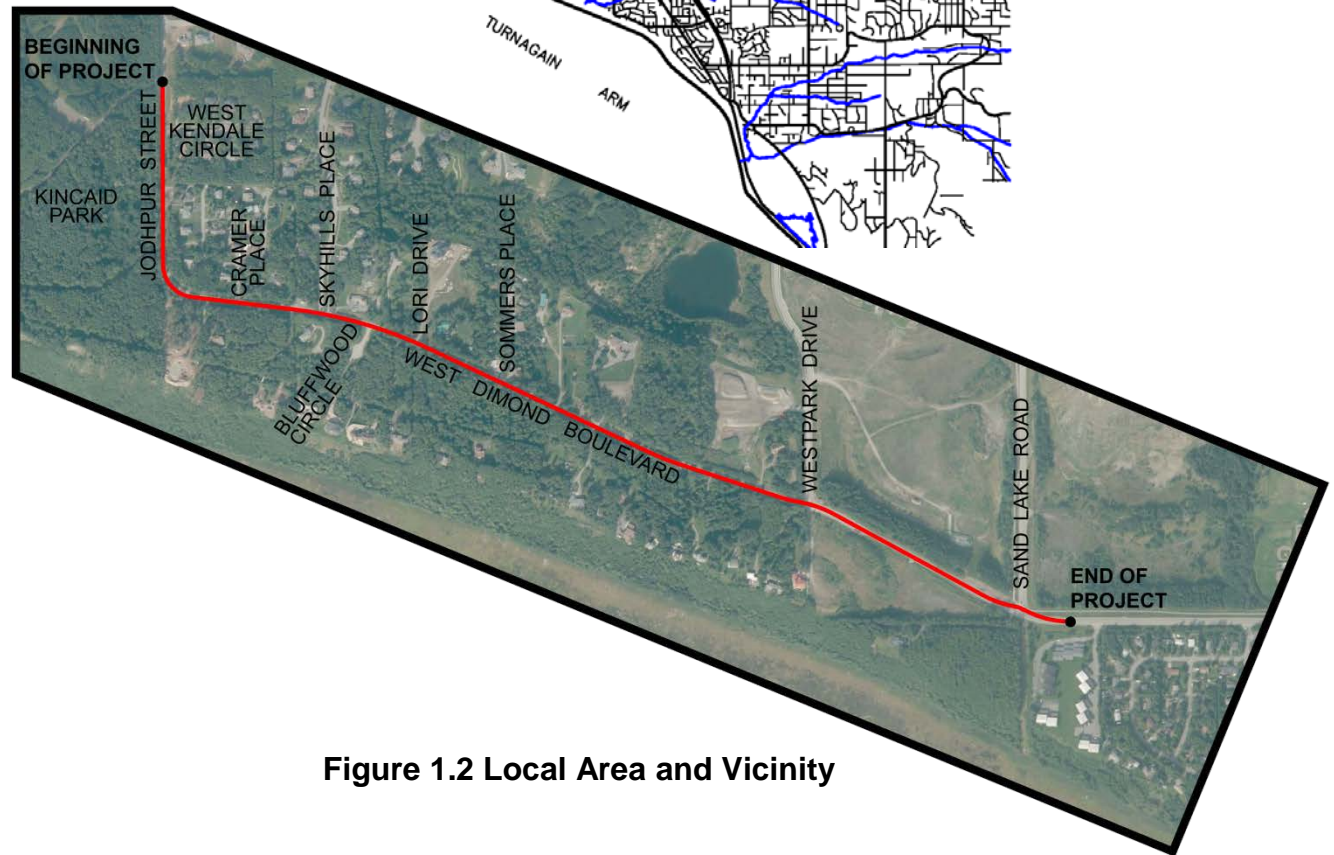 TURNAGAIN
ARM
BEGINNING
OF PROJECT
JODHPUR STREET
WEST
KENDALE
CIRCLE
KINCAID
PARK
CRAMER
PLACE
SKYHILLS PLACE
LORI DRIVE
SOMMERS PLACE
BLUFFWOOD
CIRCLE
WEST DIMOND BOULEVARD
WESTPARK DRIVE
SAND LAKE ROAD
END OF
PROJECT
Figure 1.2 Local Area and Vicinity